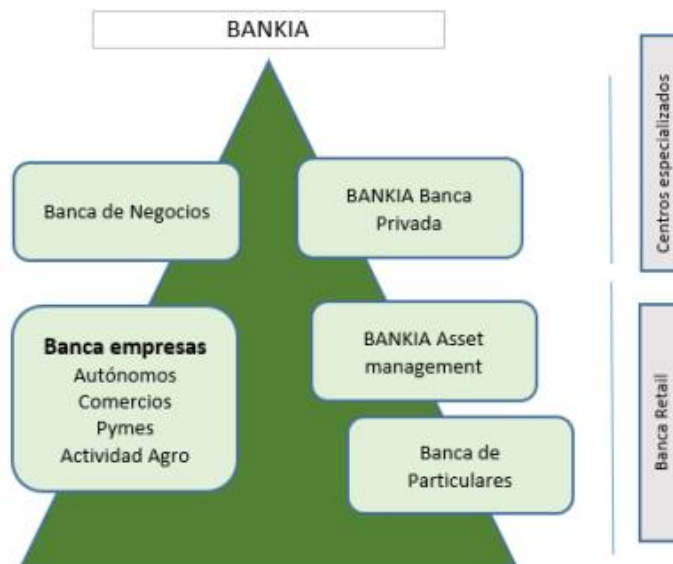 BANKIA
Banca de Negocios
BANKIA Banca
Privada
Centros especializados
Banca empresas
Autónomos
Comercios
Pymes
Actividad Agro
BANKIA Asset
management
Banca de
Particulares
Banca Retail